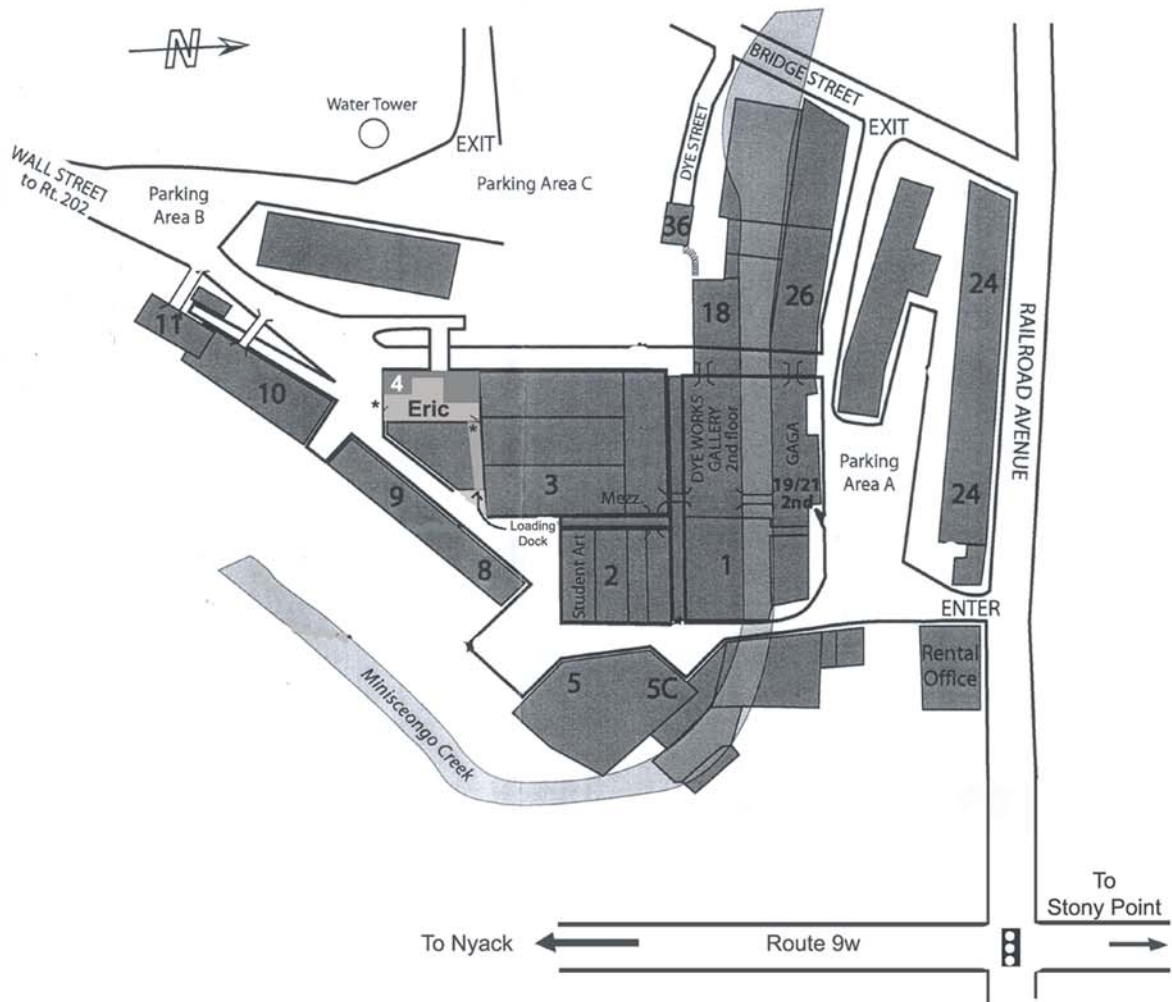 N
Water Tower
BRIDGE STREET
EXIT
EXIT
DYE STREET
WALL STREET
to Rt. 202
Parking
Area B
Parking Area C
36
24
18
26
11
RAILROAD AVENUE
4
Eric
*
*
10
DYE WORKS
GALLERY
2nd floor
GAGA
19/21
2nd
Parking
Area A
3
Mezz.
24
9
Loading
Dock
8
Student Art
2
1
ENTER
Rental
Office
5
5C
Minisceongo Creek
To
Stony Point
To Nyack
Route 9w